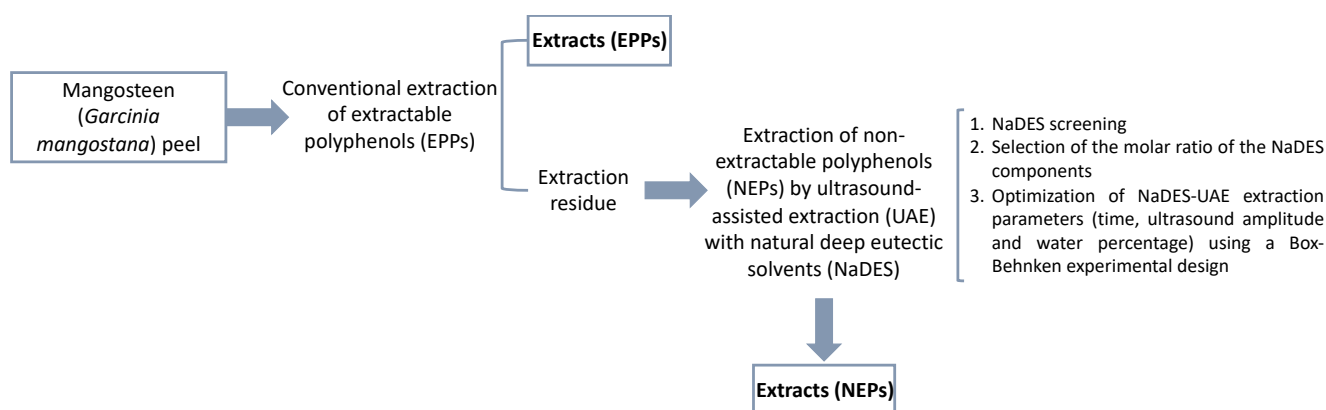 Mangosteen
(Garcinia
mangostana) peel
Conventional extraction
of extractable
polyphenols (EPPs)
Extracts (EPPs)
Extraction
residue
Extraction of non-
extractable polyphenols
(NEPs) by ultrasound-
assisted extraction (UAE)
with natural deep eutectic
solvents (NaDES)
1. NaDES screening
2. Selection of the molar ratio of the NaDES
components
3. Optimization of NaDES-UAE extraction
parameters (time, ultrasound amplitude
and water percentage) using a Box-
Behnken experimental design
Extracts (NEPs)